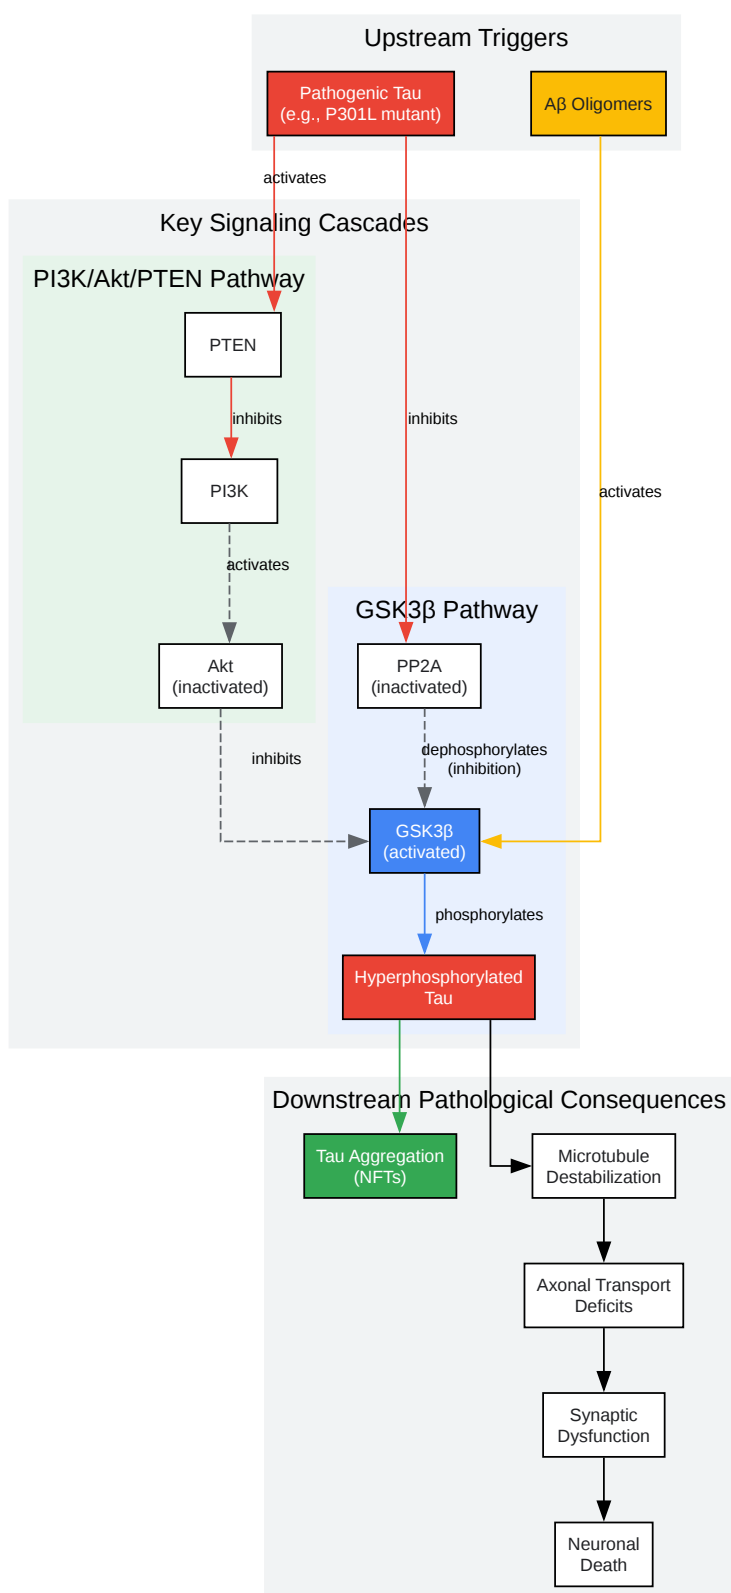 Upstream Triggers
Pathogenic Tau
(e.g., P301L mutant)
Aβ Oligomers
activates
Key Signaling Cascades
PI3K/Akt/PTEN Pathway
PTEN
inhibits
inhibits
PI3K
activates
activates
GSK3β Pathway
Akt
(inactivated)
PP2A
(inactivated)
inhibits
dephosphorylates
(inhibition)
GSK3β
(activated)
phosphorylates
Hyperphosphorylated
Tau
Downstream Pathological Consequences
Tau Aggregation
(NFTs)
Microtubule
Destabilization
Axonal Transport
Deficits
Synaptic
Dysfunction
Neuronal
Death